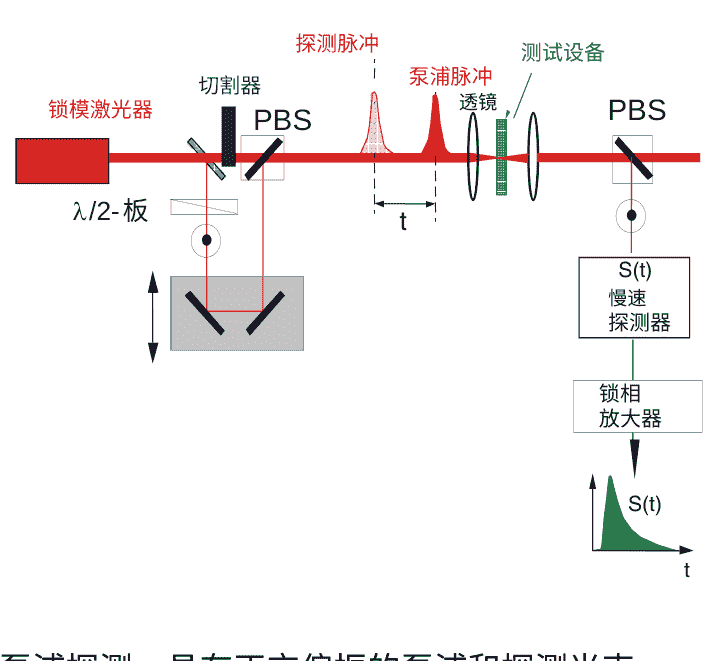 探测脉冲
测试设备
泵浦脉冲
切割器
透镜
锁模激光器
PBS
PBS
λ/2-板
t
S(t)
慢速
探测器
锁相
放大器
S(t)
t